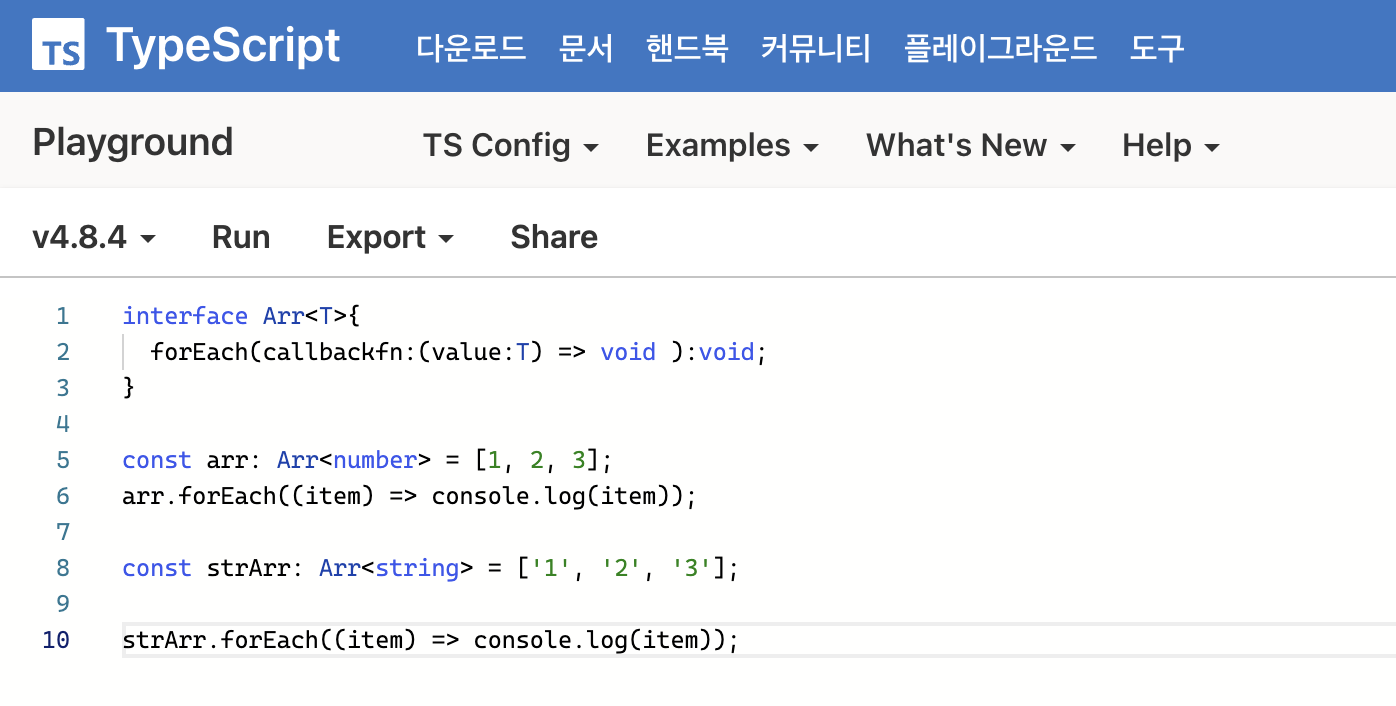 TS TypeScript 다운로드 문서 핸드북 커뮤니티 플레이그라운드 도구
Playground TS Config Examples What's New Help
v4.8.4 Run Export Share
1 interface Arr<T>{
2 forEach(callbackfn:(value:T) => void ):void;
3 }
4
5 const arr: Arr<number> = [1, 2, 3];
6 arr.forEach((item) => console.log(item));
7
8 const strArr: Arr<string> = ['1', '2', '3'];
9
10 strArr.forEach((item) => console.log(item));